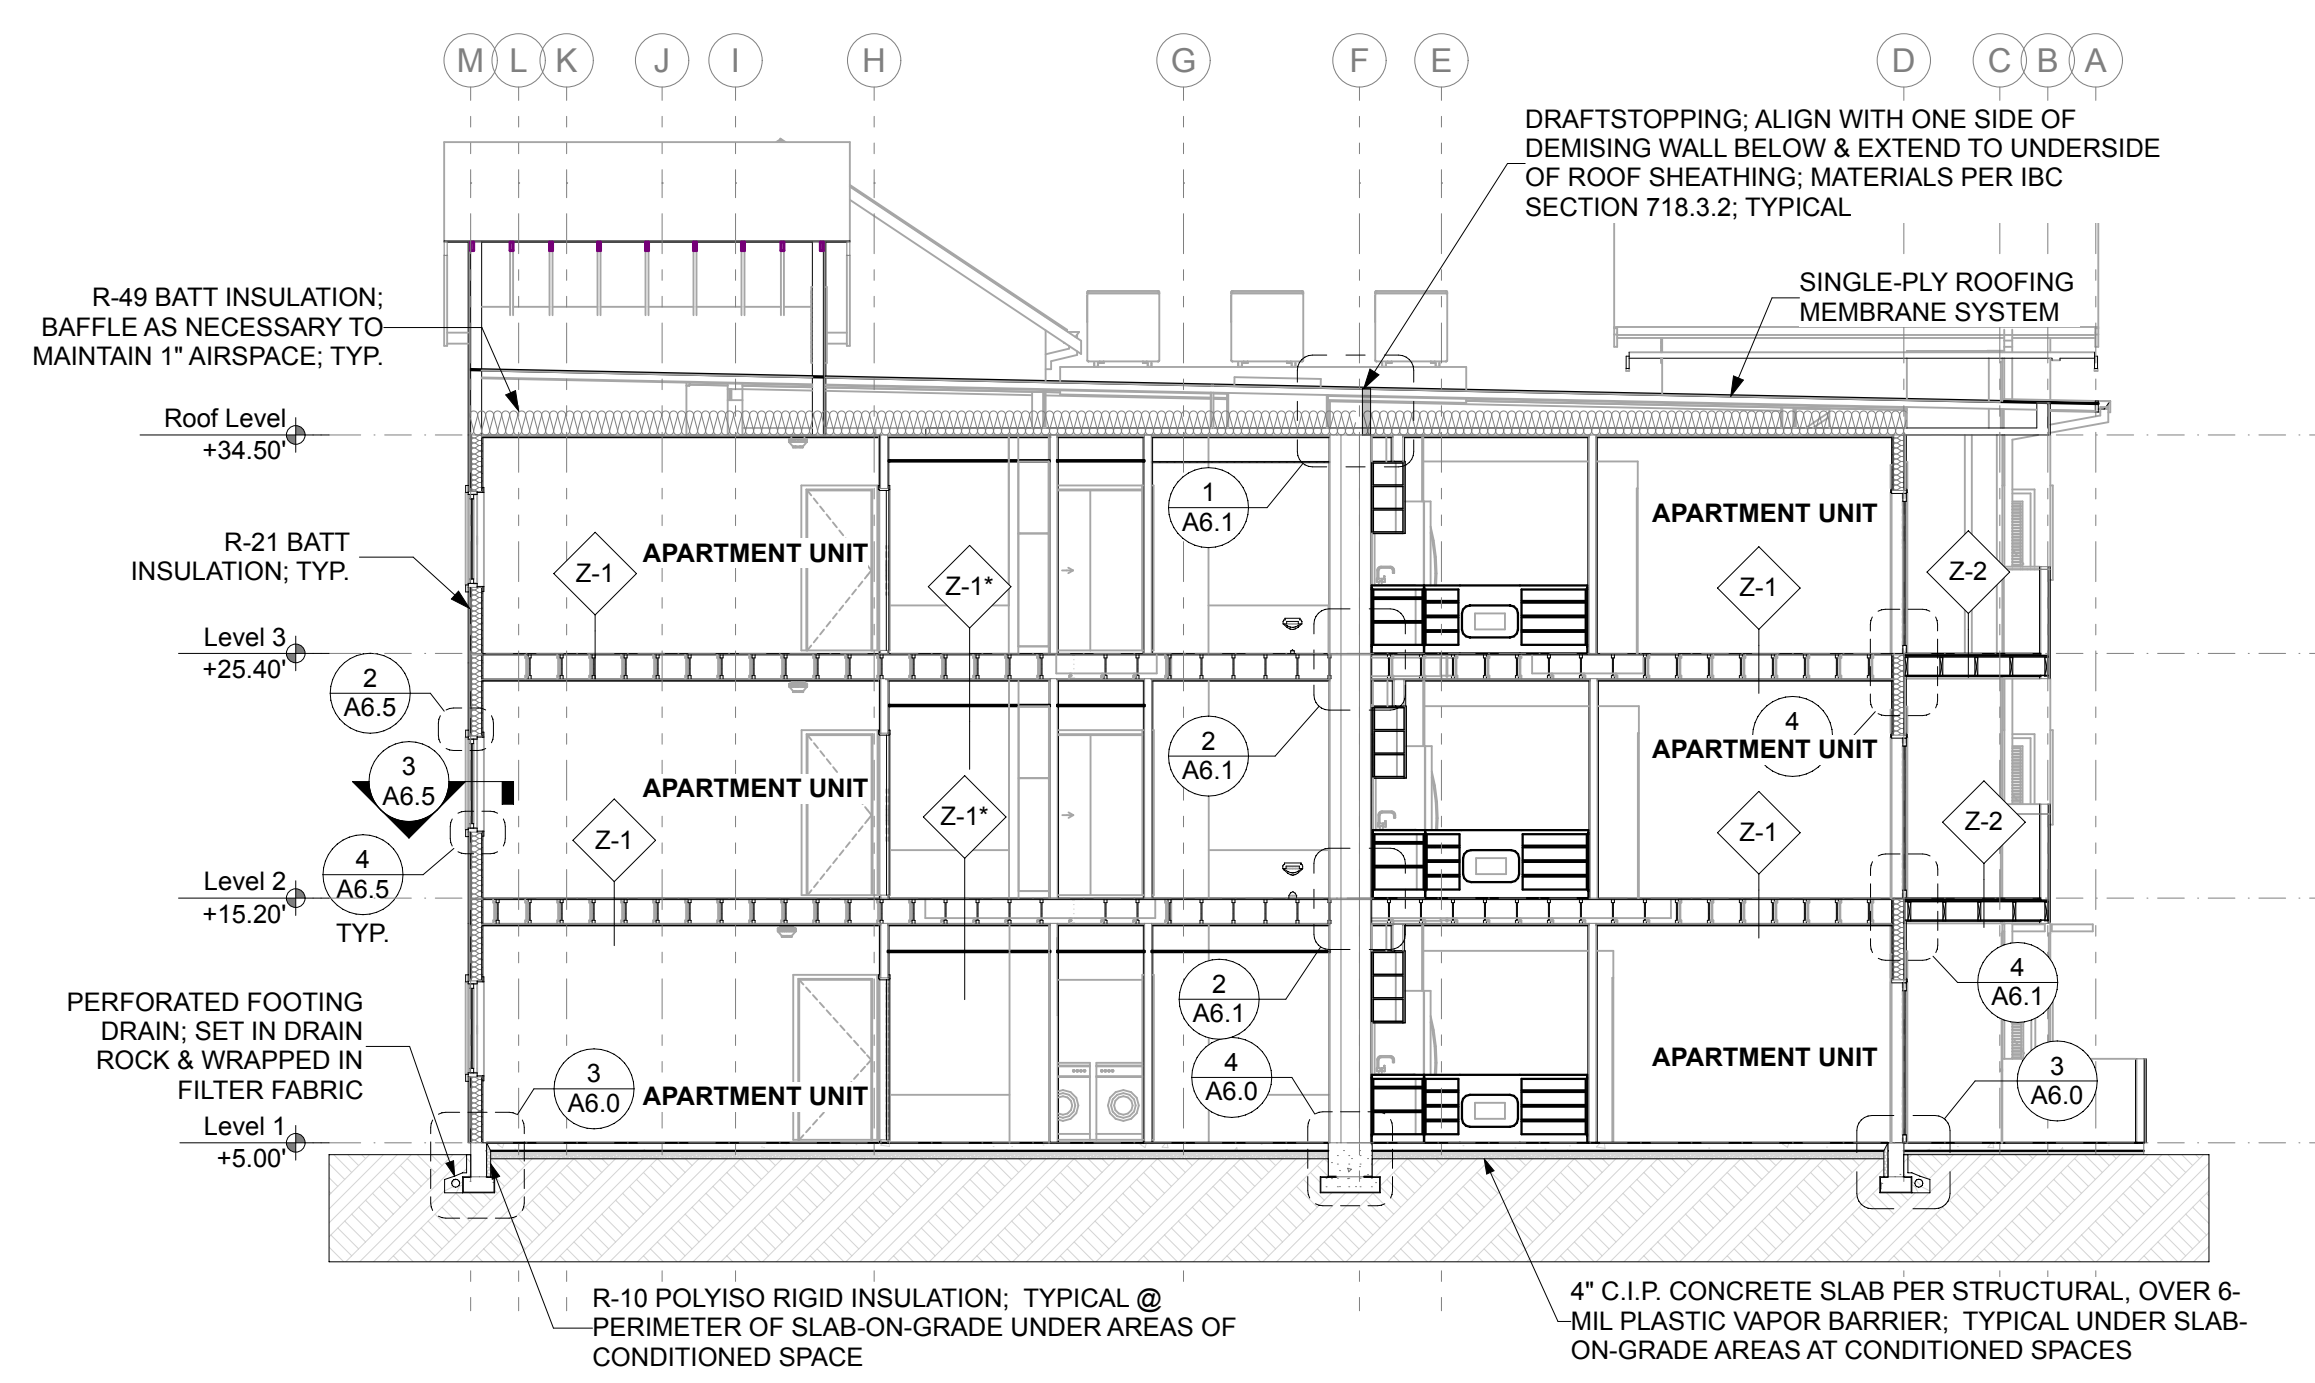 M L K J I H G F E D C B A
DRAFTSTOPPING; ALIGN WITH ONE SIDE OF
DEMISING WALL BELOW & EXTEND TO UNDERSIDE
OF ROOF SHEATHING; MATERIALS PER IBC
SECTION 718.3.2; TYPICAL
SINGLE-PLY ROOFING
MEMBRANE SYSTEM
R-49 BATT INSULATION;
BAFFLE AS NECESSARY TO
MAINTAIN 1" AIRSPACE; TYP.
Roof Level
+34.50'
1
A6.1
APARTMENT UNIT
R-21 BATT
INSULATION; TYP.
APARTMENT UNIT
Z-1
Z-1*
Z-1
Z-2
Level 3
+25.40'
2
A6.5
2
A6.1
4
APARTMENT UNIT
3
A6.5
APARTMENT UNIT
Z-1
Z-1*
Z-1
Z-2
4
A6.5
TYP.
Level 2
+15.20'
2
A6.1
4
A6.1
PERFORATED FOOTING
DRAIN; SET IN DRAIN
ROCK & WRAPPED IN
FILTER FABRIC
3
A6.0
APARTMENT UNIT
4
A6.0
APARTMENT UNIT
3
A6.0
Level 1
+5.00'
R-10 POLYISO RIGID INSULATION;  TYPICAL @
PERIMETER OF SLAB-ON-GRADE UNDER AREAS OF
CONDITIONED SPACE
4" C.I.P. CONCRETE SLAB PER STRUCTURAL, OVER 6-
MIL PLASTIC VAPOR BARRIER;  TYPICAL UNDER SLAB-
ON-GRADE AREAS AT CONDITIONED SPACES